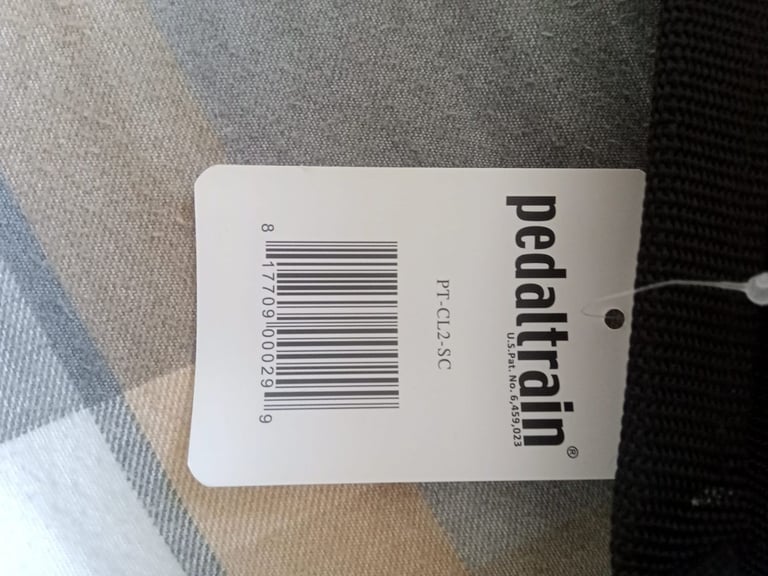 pedaltrain®
U.S.Pat. No. 6,459,023
PT-CL2-SC
8 17709 00029 9